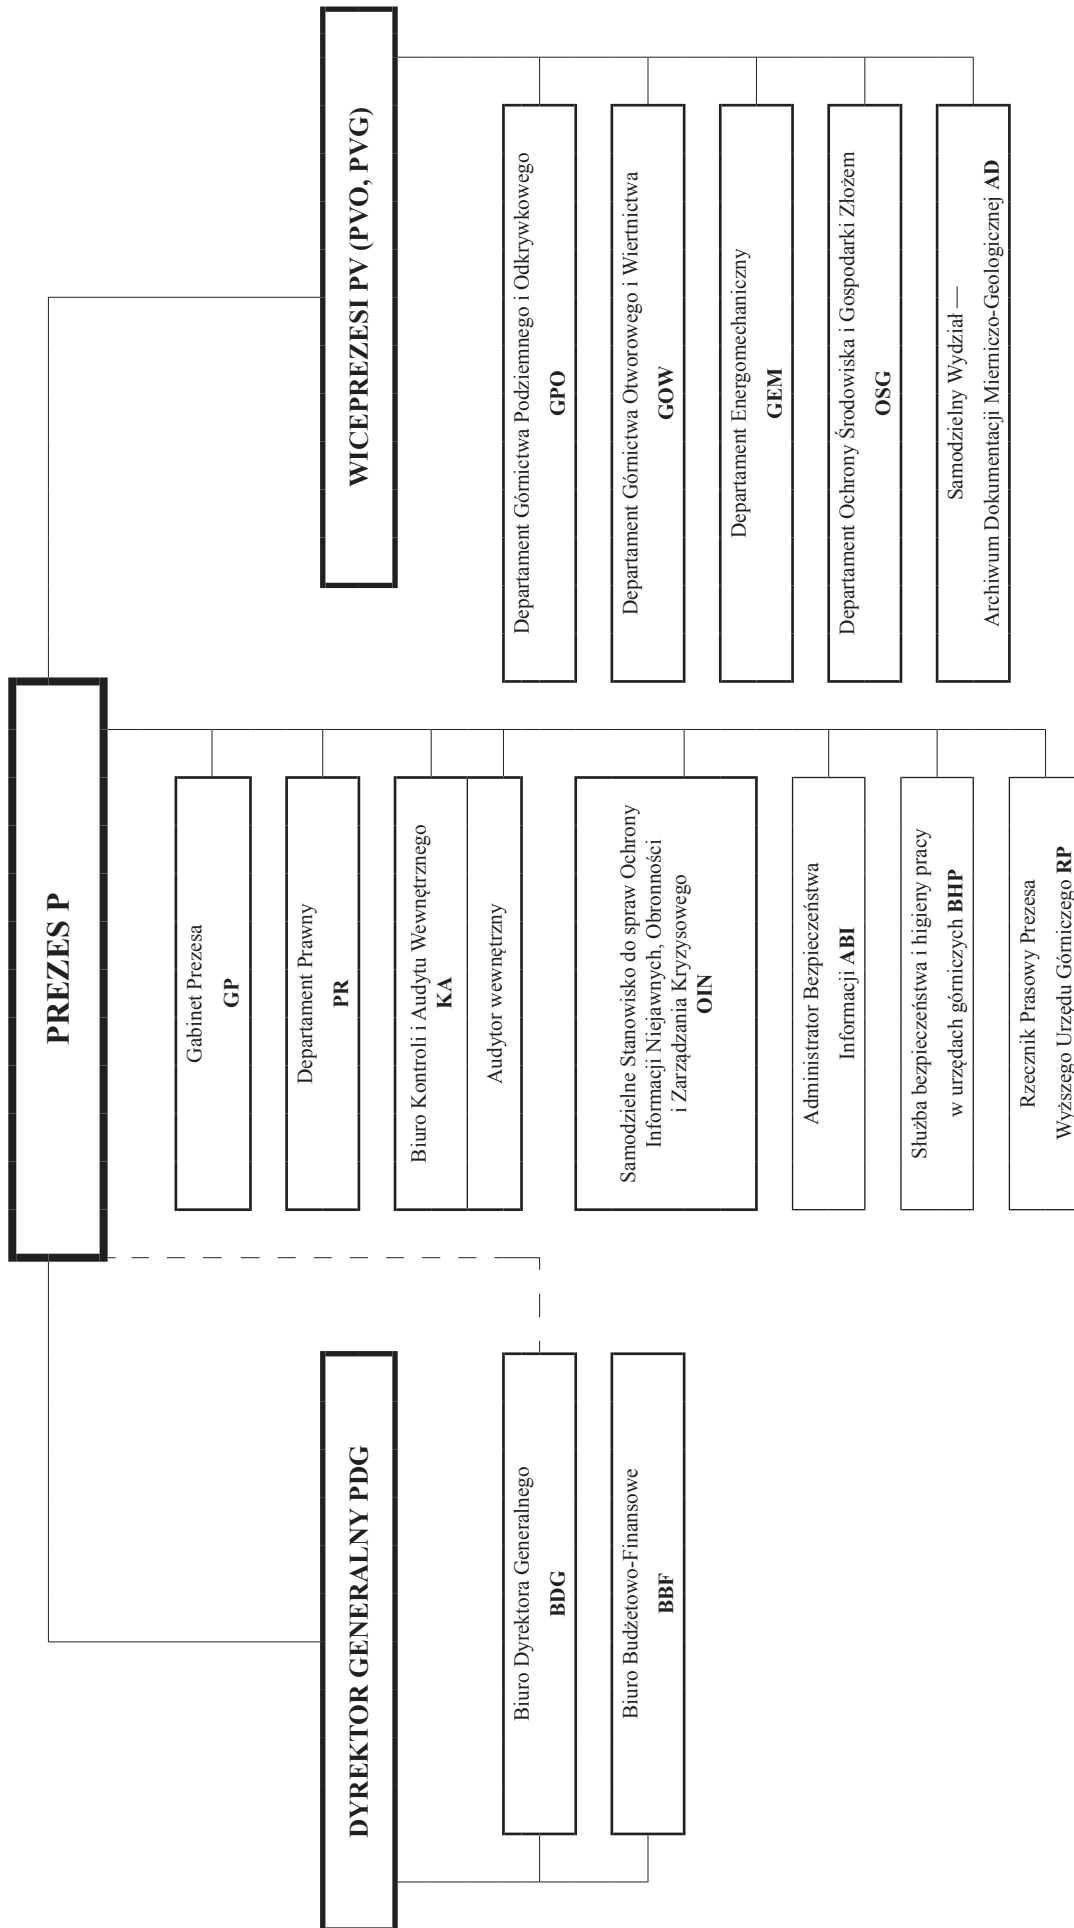 PREZES P
DYREKTOR GENERALNY PDG
WICEPREZESI PV (PVO, PVG)
Biuro Dyrektora Generalnego
BDG
Biuro Budżetowo-Finansowe
BBF
Gabinet Prezesa
GP
Departament Prawny
PR
Biuro Kontroli i Audytu Wewnętrznego
KA
Audytor wewnętrzny
Samodzielne Stanowisko do spraw Ochrony
Informacji Niejawnych, Obronności
i Zarządzania Kryzysowego
OIN
Administrator Bezpieczeństwa
Informacji ABI
Służba bezpieczeństwa i higieny pracy
w urzędach górniczych BHP
Rzecznik Prasowy Prezesa
Wyższego Urzędu Górniczego RP
Departament Górnictwa Podziemnego i Odkrywkowego
GPO
Departament Górnictwa Otworowego i Wiertnictwa
GOW
Departament Energomechaniczny
GEM
Departament Ochrony Środowiska i Gospodarki Złożem
OSG
Samodzielny Wydział —
Archiwum Dokumentacji Mierniczo-Geologicznej AD